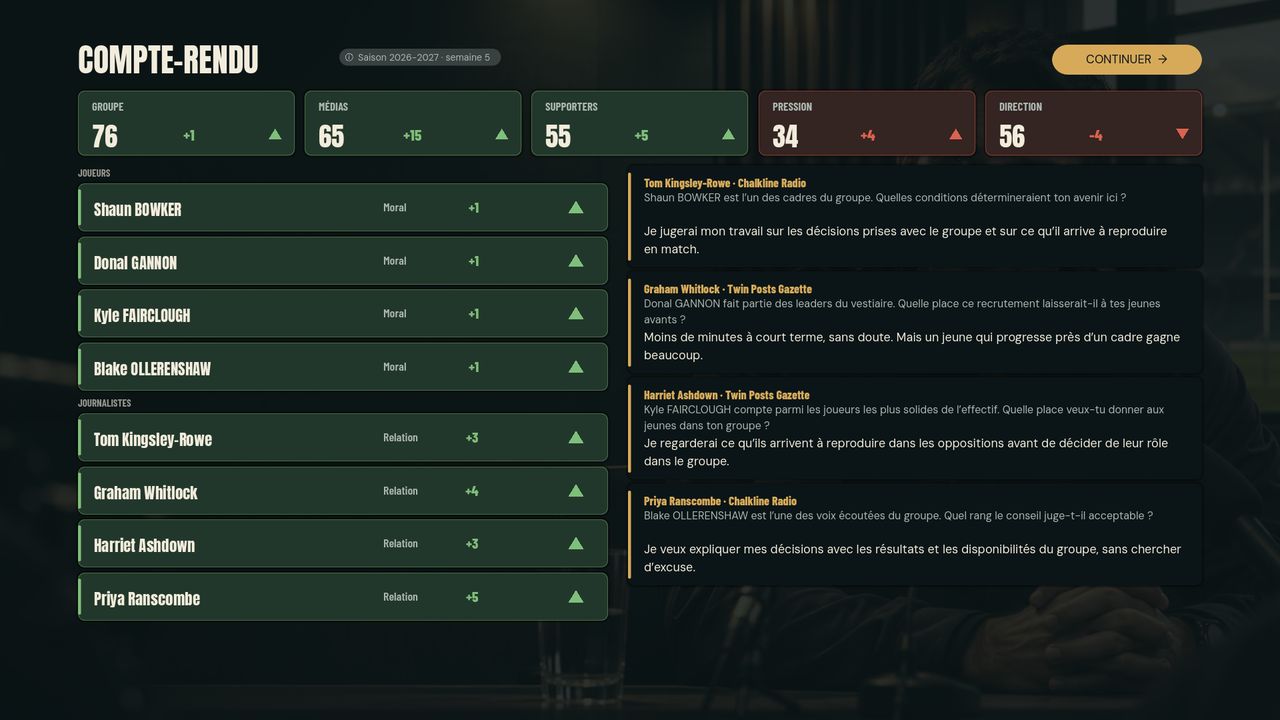 COMPTE-RENDU
Saison 2026-2027 · semaine 5
CONTINUER →
GROUPE
76 +1
MÉDIAS
65 +15
SUPPORTERS
55 +5
PRESSION
34 +4
DIRECTION
56 -4
JOUEURS
Shaun BOWKER Moral +1
Donal GANNON Moral +1
Kyle FAIRCLOUGH Moral +1
Blake OLLERENSHAW Moral +1
JOURNALISTES
Tom Kingsley-Rowe Relation +3
Graham Whitlock Relation +4
Harriet Ashdown Relation +3
Priya Ranscombe Relation +5
Tom Kingsley-Rowe · Chalkline Radio
Shaun BOWKER est l’un des cadres du groupe. Quelles conditions détermineraient ton avenir ici ?
Je jugerai mon travail sur les décisions prises avec le groupe et sur ce qu’il arrive à reproduire
en match.
Graham Whitlock · Twin Posts Gazette
Donal GANNON fait partie des leaders du vestiaire. Quelle place ce recrutement laisserait-il à tes jeunes
avants ?
Moins de minutes à court terme, sans doute. Mais un jeune qui progresse près d’un cadre gagne
beaucoup.
Harriet Ashdown · Twin Posts Gazette
Kyle FAIRCLOUGH compte parmi les joueurs les plus solides de l’effectif. Quelle place veux-tu donner aux
jeunes dans ton groupe ?
Je regarderai ce qu’ils arrivent à reproduire dans les oppositions avant de décider de leur rôle
dans le groupe.
Priya Ranscombe · Chalkline Radio
Blake OLLERENSHAW est l’une des voix écoutées du groupe. Quel rang le conseil juge-t-il acceptable ?
Je veux expliquer mes décisions avec les résultats et les disponibilités du groupe, sans chercher
d’excuse.